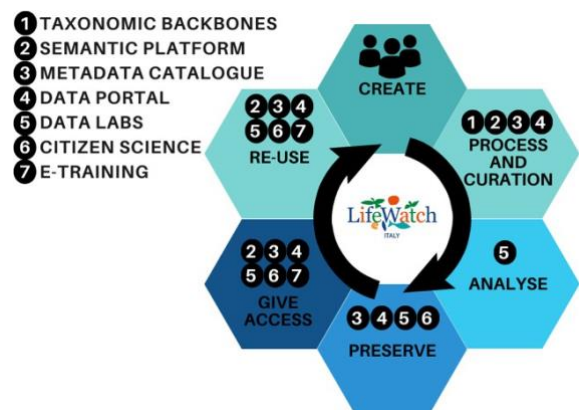 1 TAXONOMIC BACKBONES
2 SEMANTIC PLATFORM
3 METADATA CATALOGUE
4 DATA PORTAL
5 DATA LABS
6 CITIZEN SCIENCE
7 E-TRAINING
CREATE
1 2 3 4
PROCESS AND
CURATION
5
ANALYSE
3 4 5 6
PRESERVE
2 3 4
5 6 7
GIVE
ACCESS
2 3 4
5 6 7
RE-USE
LifeWatch
ITALY